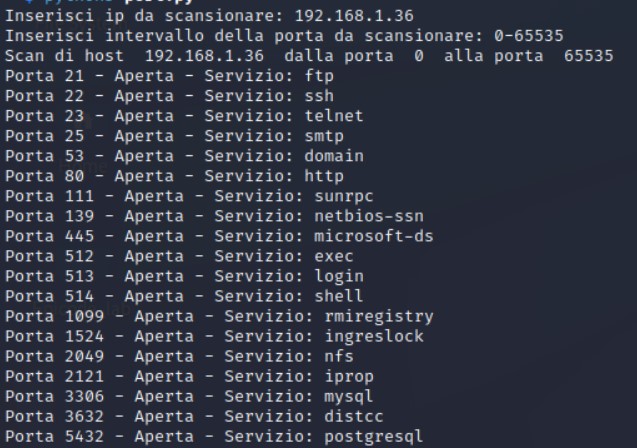 Inserisci ip da scansionare: 192.168.1.36
Inserisci intervallo della porta da scansionare: 0-65535
Scan di host  192.168.1.36  dalla porta  0  alla porta  65535
Porta 21 - Aperta - Servizio: ftp
Porta 22 - Aperta - Servizio: ssh
Porta 23 - Aperta - Servizio: telnet
Porta 25 - Aperta - Servizio: smtp
Porta 53 - Aperta - Servizio: domain
Porta 80 - Aperta - Servizio: http
Porta 111 - Aperta - Servizio: sunrpc
Porta 139 - Aperta - Servizio: netbios-ssn
Porta 445 - Aperta - Servizio: microsoft-ds
Porta 512 - Aperta - Servizio: exec
Porta 513 - Aperta - Servizio: login
Porta 514 - Aperta - Servizio: shell
Porta 1099 - Aperta - Servizio: rmiregistry
Porta 1524 - Aperta - Servizio: ingreslock
Porta 2049 - Aperta - Servizio: nfs
Porta 2121 - Aperta - Servizio: iprop
Porta 3306 - Aperta - Servizio: mysql
Porta 3632 - Aperta - Servizio: distcc
Porta 5432 - Aperta - Servizio: postgresql